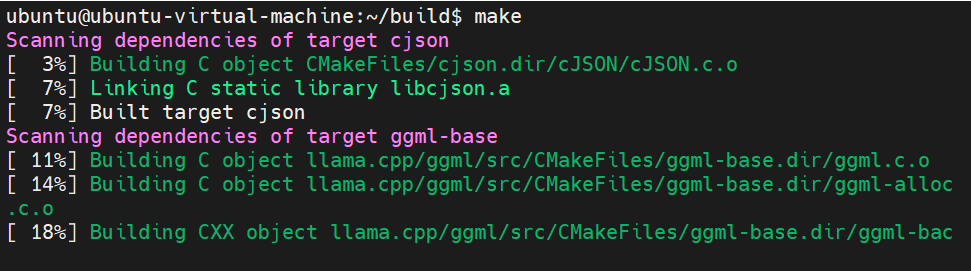 ubuntu@ubuntu-virtual-machine:~/build$ make
Scanning dependencies of target cjson
[  3%] Building C object CMakeFiles/cjson.dir/cJSON/cJSON.c.o
[  7%] Linking C static library libcjson.a
[  7%] Built target cjson
Scanning dependencies of target ggml-base
[ 11%] Building C object llama.cpp/ggml/src/CMakeFiles/ggml-base.dir/ggml.c.o
[ 14%] Building C object llama.cpp/ggml/src/CMakeFiles/ggml-base.dir/ggml-alloc
.c.o
[ 18%] Building CXX object llama.cpp/ggml/src/CMakeFiles/ggml-base.dir/ggml-bac